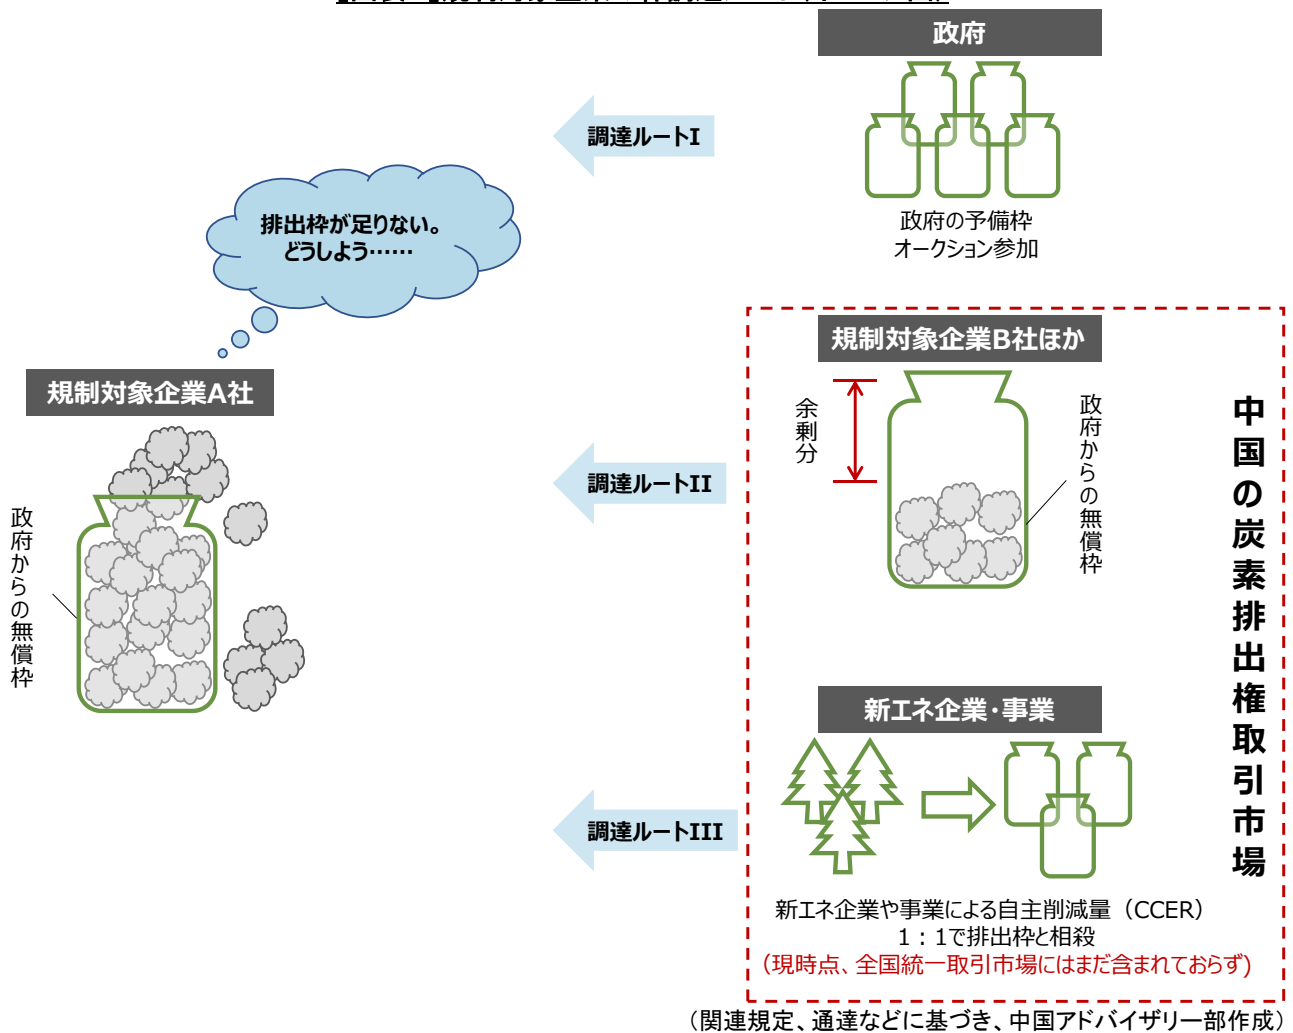 政府
調達ルートI
政府の予備枠
オークション参加
排出枠が足りない。
どうしよう……
規制対象企業A社
政府からの無償枠
規制対象企業B社ほか
余剰分
政府からの無償枠
調達ルートII
中国の炭素排出権取引市場
新エネ企業・事業
調達ルートIII
新エネ企業や事業による自主削減量（CCER）
1：1で排出枠と相殺
（現時点、全国統一取引市場にはまだ含まれておらず）
（関連規定、通達などに基づき、中国アドバイザリー部作成）